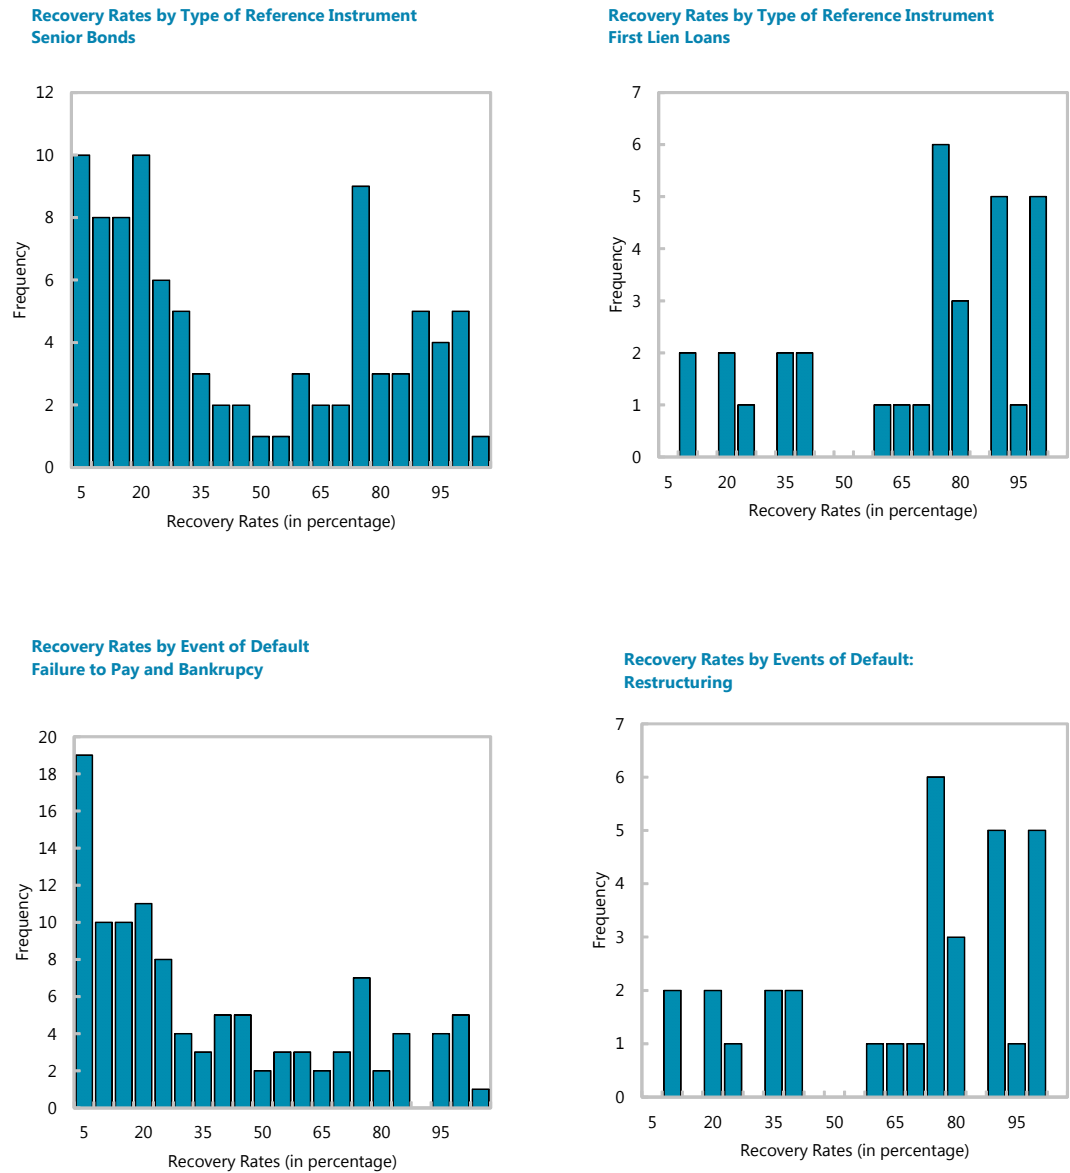 Recovery Rates by Type of Reference Instrument
Senior Bonds
12
10
8
6
4
2
0
Frequency
5 20 35 50 65 80 95
Recovery Rates (in percentage)
Recovery Rates by Type of Reference Instrument
First Lien Loans
7
6
5
4
3
2
1
0
Frequency
5 20 35 50 65 80 95
Recovery Rates (in percentage)
Recovery Rates by Event of Default
Failure to Pay and Bankrupcy
20
18
16
14
12
10
8
6
4
2
0
Frequency
5 20 35 50 65 80 95
Recovery Rates (in percentage)
Recovery Rates by Events of Default:
Restructuring
7
6
5
4
3
2
1
0
Frequency
5 20 35 50 65 80 95
Recovery Rates (in percentage)